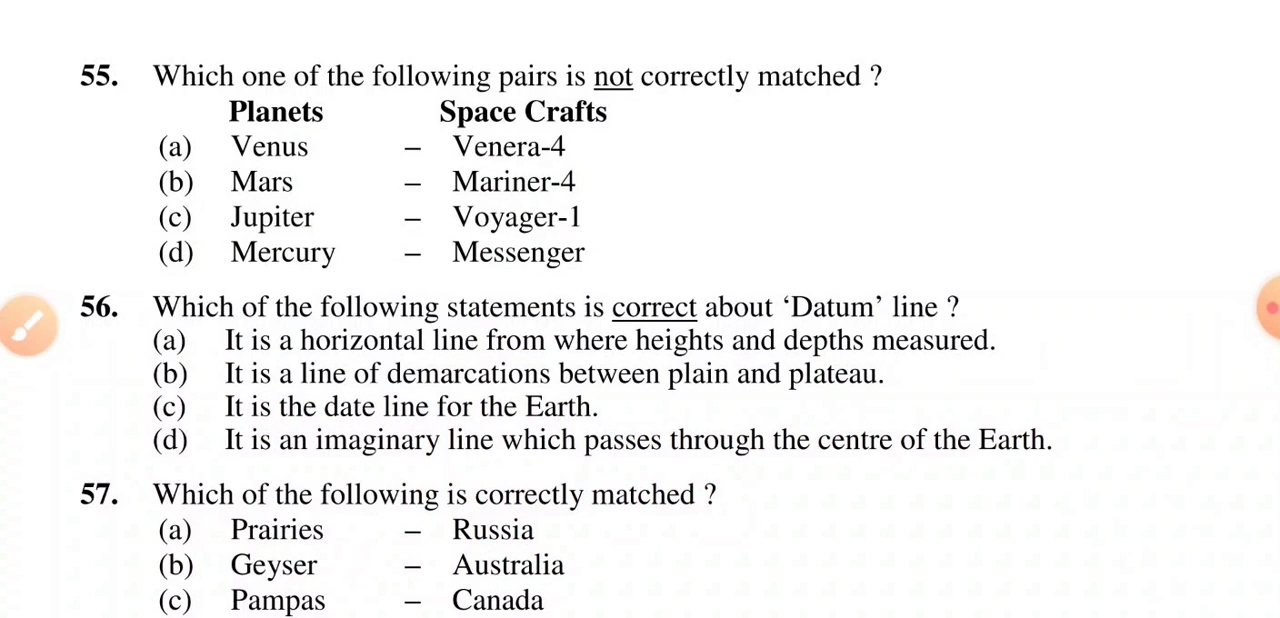 55. Which one of the following pairs is not correctly matched ?
Planets Space Crafts
(a) Venus – Venera-4
(b) Mars – Mariner-4
(c) Jupiter – Voyager-1
(d) Mercury – Messenger
56. Which of the following statements is correct about ‘Datum’ line ?
(a) It is a horizontal line from where heights and depths measured.
(b) It is a line of demarcations between plain and plateau.
(c) It is the date line for the Earth.
(d) It is an imaginary line which passes through the centre of the Earth.
57. Which of the following is correctly matched ?
(a) Prairies – Russia
(b) Geyser – Australia
(c) Pampas – Canada